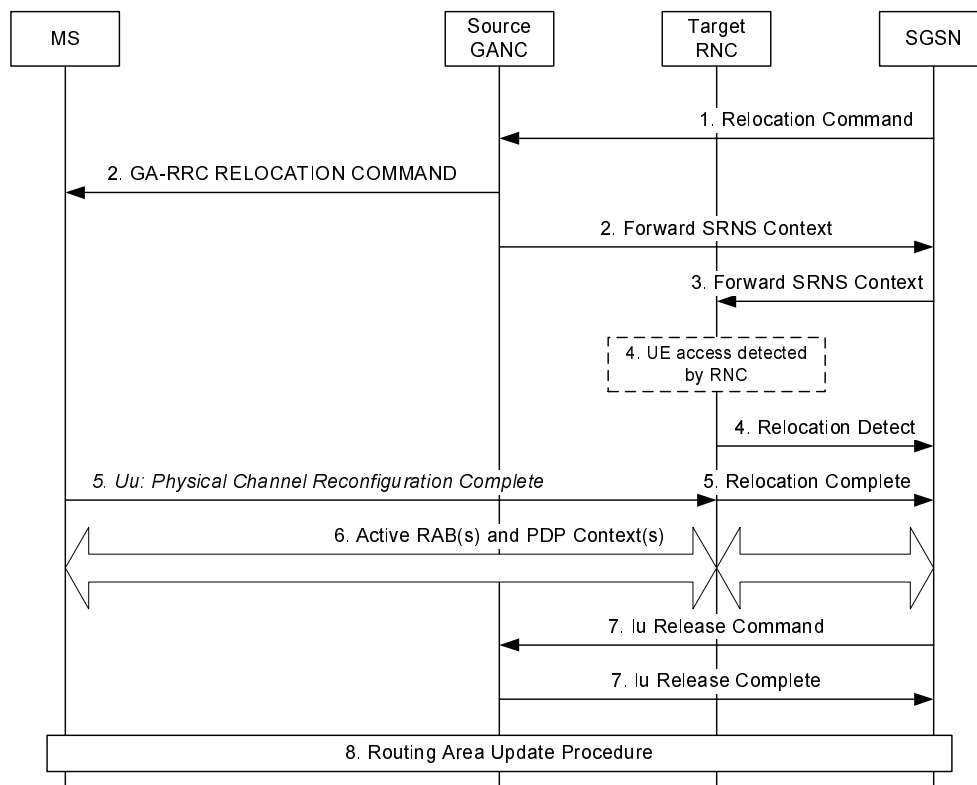 MS
Source
GANC
Target
RNC
SGSN
1. Relocation Command
2. GA-RRC RELOCATION COMMAND
2. Forward SRNS Context
3. Forward SRNS Context
4. UE access detected
by RNC
4. Relocation Detect
5. Uu: Physical Channel Reconfiguration Complete
5. Relocation Complete
6. Active RAB(s) and PDP Context(s)
7. Iu Release Command
7. Iu Release Complete
8. Routing Area Update Procedure